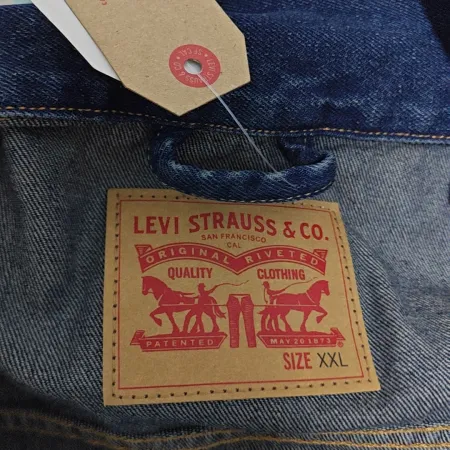 LEVI STRAUSS & CO.
SAN FRANCISCO
CAL
ORIGINAL RIVETED
QUALITY CLOTHING
PATENTED MAY 20 1873
SIZE XXL